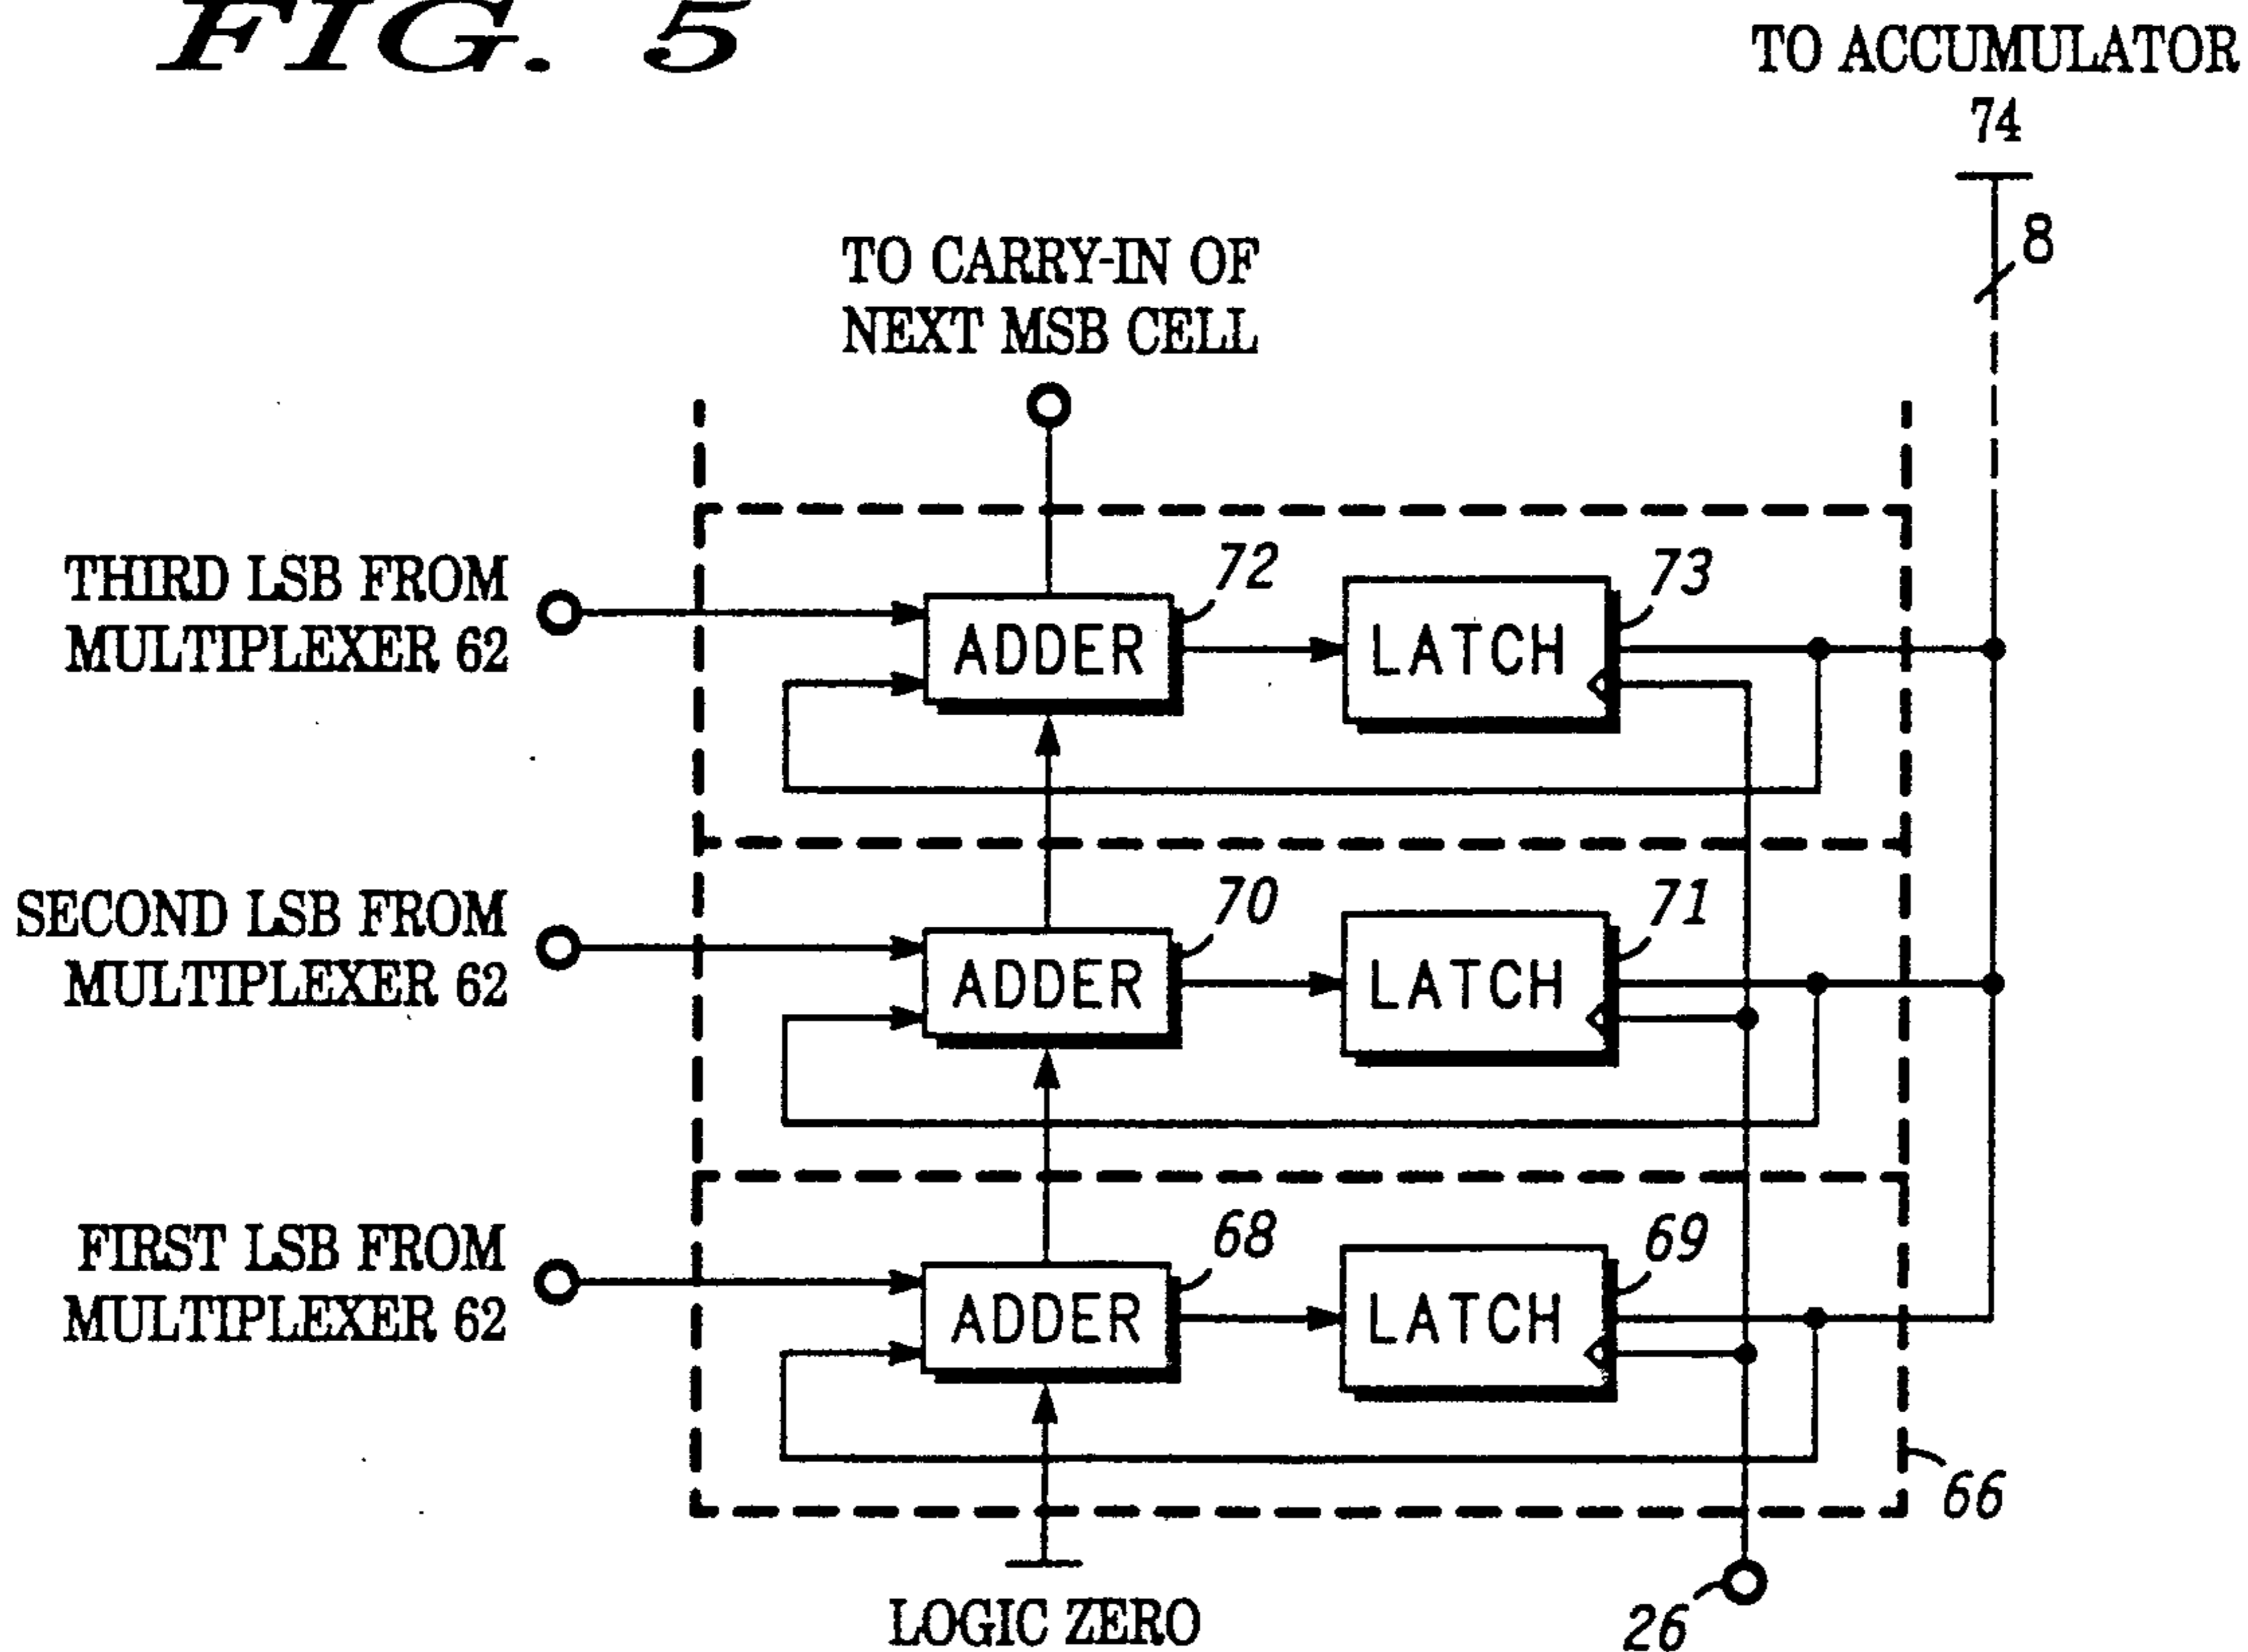 FIG. 5
TO ACCUMULATOR
74
8
TO CARRY-IN OF
NEXT MSB CELL
THIRD LSB FROM
MULTIPLEXER 62
ADDER
72
LATCH
73
SECOND LSB FROM
MULTIPLEXER 62
ADDER
70
LATCH
71
FIRST LSB FROM
MULTIPLEXER 62
ADDER
68
LATCH
69
66
LOGIC ZERO
26